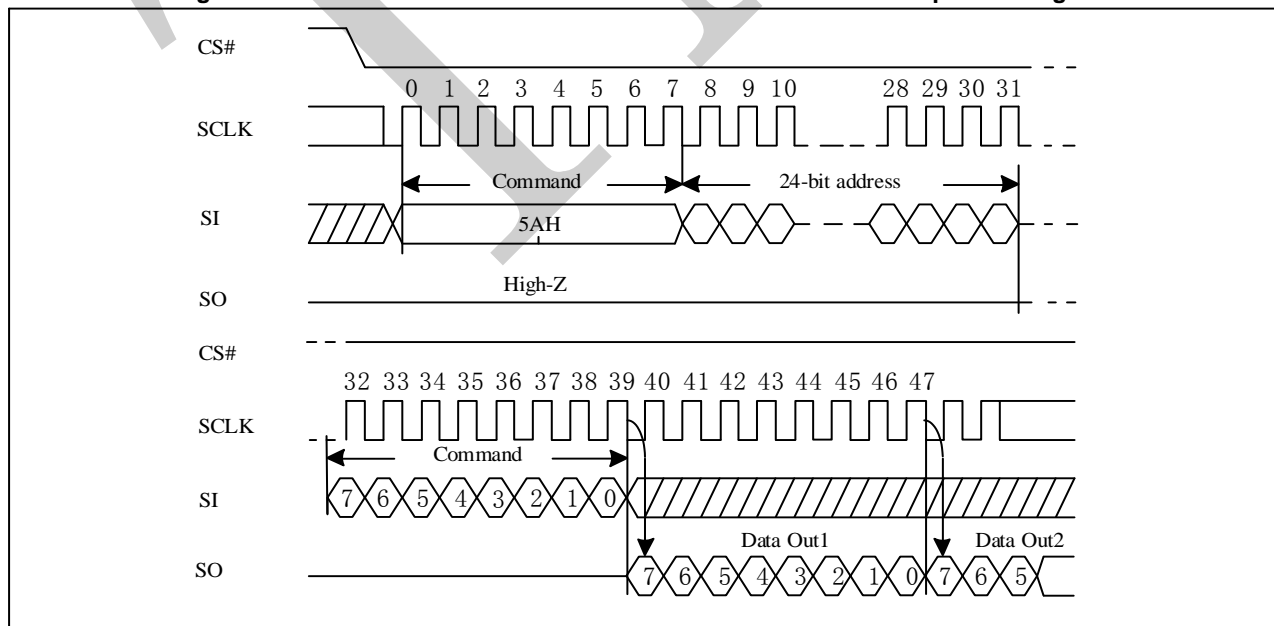 CS#
0 1 2 3 4 5 6 7 8 9 10 28 29 30 31
SCLK
Command 24-bit address
SI
5AH
High-Z
SO
CS#
32 33 34 35 36 37 38 39 40 41 42 43 44 45 46 47
SCLK
Command
SI
7 6 5 4 3 2 1 0
Data Out1 Data Out2
SO
7 6 5 4 3 2 1 0 7 6 5